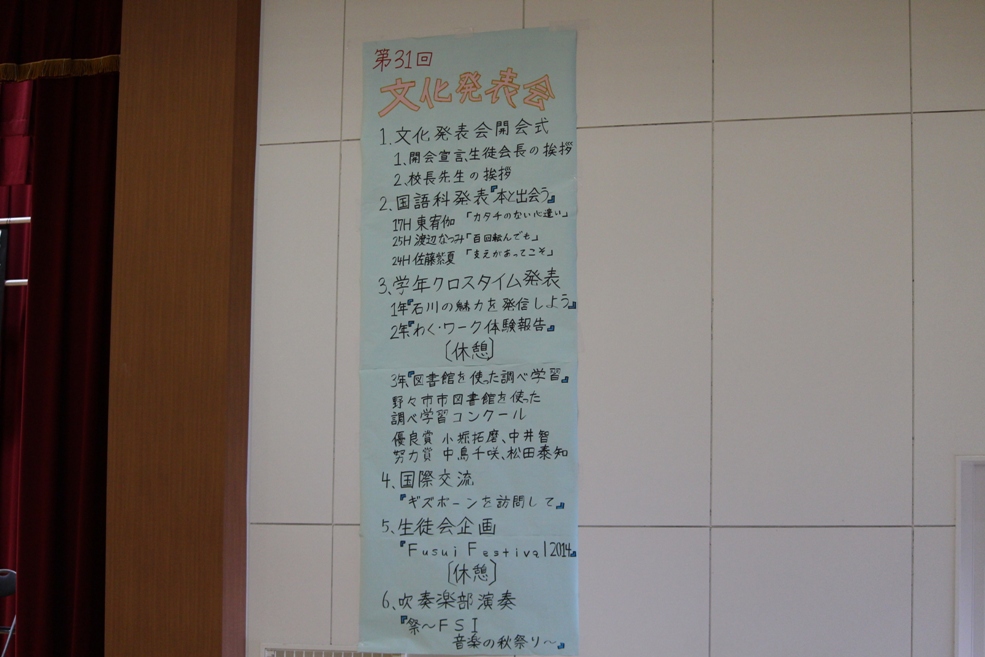 第31回
文化発表会
1.文化発表会開会式
1.開会宣言、生徒会長の挨拶
2.校長先生の挨拶
2.国語科発表『本と出会う』
17H 東宥伽 「カタチのない心遣い」
25H 渡辺なつみ「百回転んでも」
24H 佐藤紫夏 「支えがあってこそ」
3.学年クロスタイム発表
1年『石川の魅力を発信しよう』
2年『わく・ワーク体験報告』
〔休憩〕
3年『図書館を使った調べ学習』
野々市市図書館を使った
調べ学習コンクール
優良賞 小堀拓磨、中井智
努力賞 中島千咲、松田泰知
4、国際交流
『ギズボーンを訪問して』
5、生徒会企画
『Fusui Festival2014』
〔休憩〕
6、吹奏楽部演奏
『祭〜FSI
音楽の秋祭り〜』